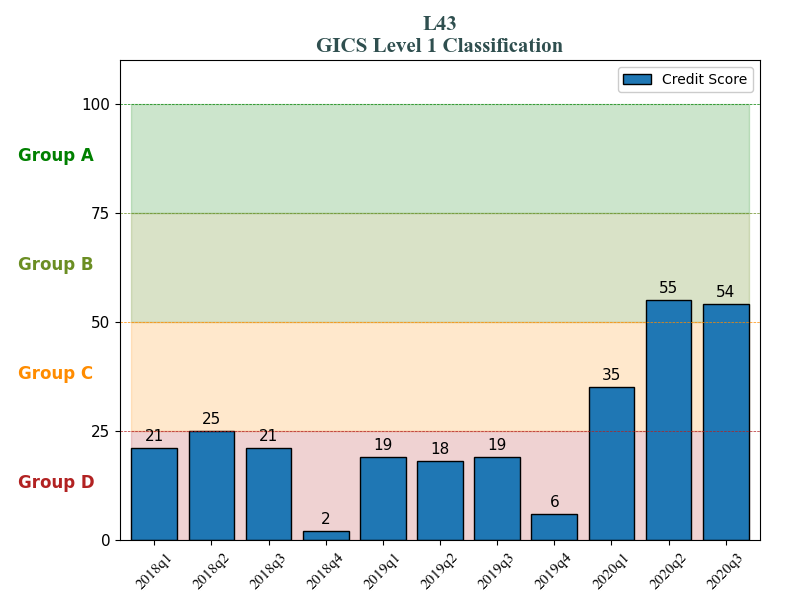 L43
GICS Level 1 Classification
Credit Score
100
Group A
75
Group B
50
Group C
25
Group D
0
21
25
21
2
19
18
19
6
35
55
54
2018q1
2018q2
2018q3
2018q4
2019q1
2019q2
2019q3
2019q4
2020q1
2020q2
2020q3